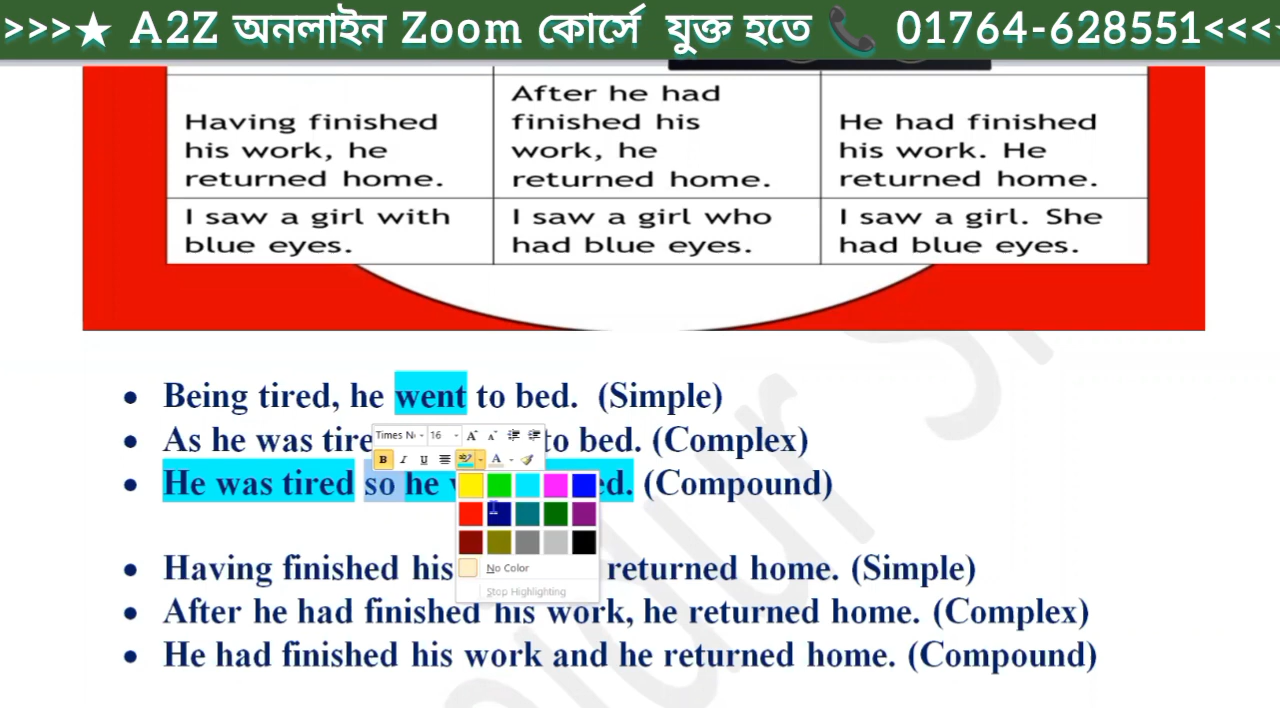 >>>★ A2Z অনলাইন Zoom কোর্সে যুক্ত হতে 📞 01764-628551<<<
Having finished his work, he returned home.
After he had finished his work, he returned home.
He had finished his work. He returned home.
I saw a girl with blue eyes.
I saw a girl who had blue eyes.
I saw a girl. She had blue eyes.
• Being tired, he went to bed. (Simple)
• As he was tire to bed. (Complex)
Times N 16 A A
B I U ab A
• He was tired so he ed. (Compound)
No Color
Stop Highlighting
• Having finished his returned home. (Simple)
• After he had finished his work, he returned home. (Complex)
• He had finished his work and he returned home. (Compound)